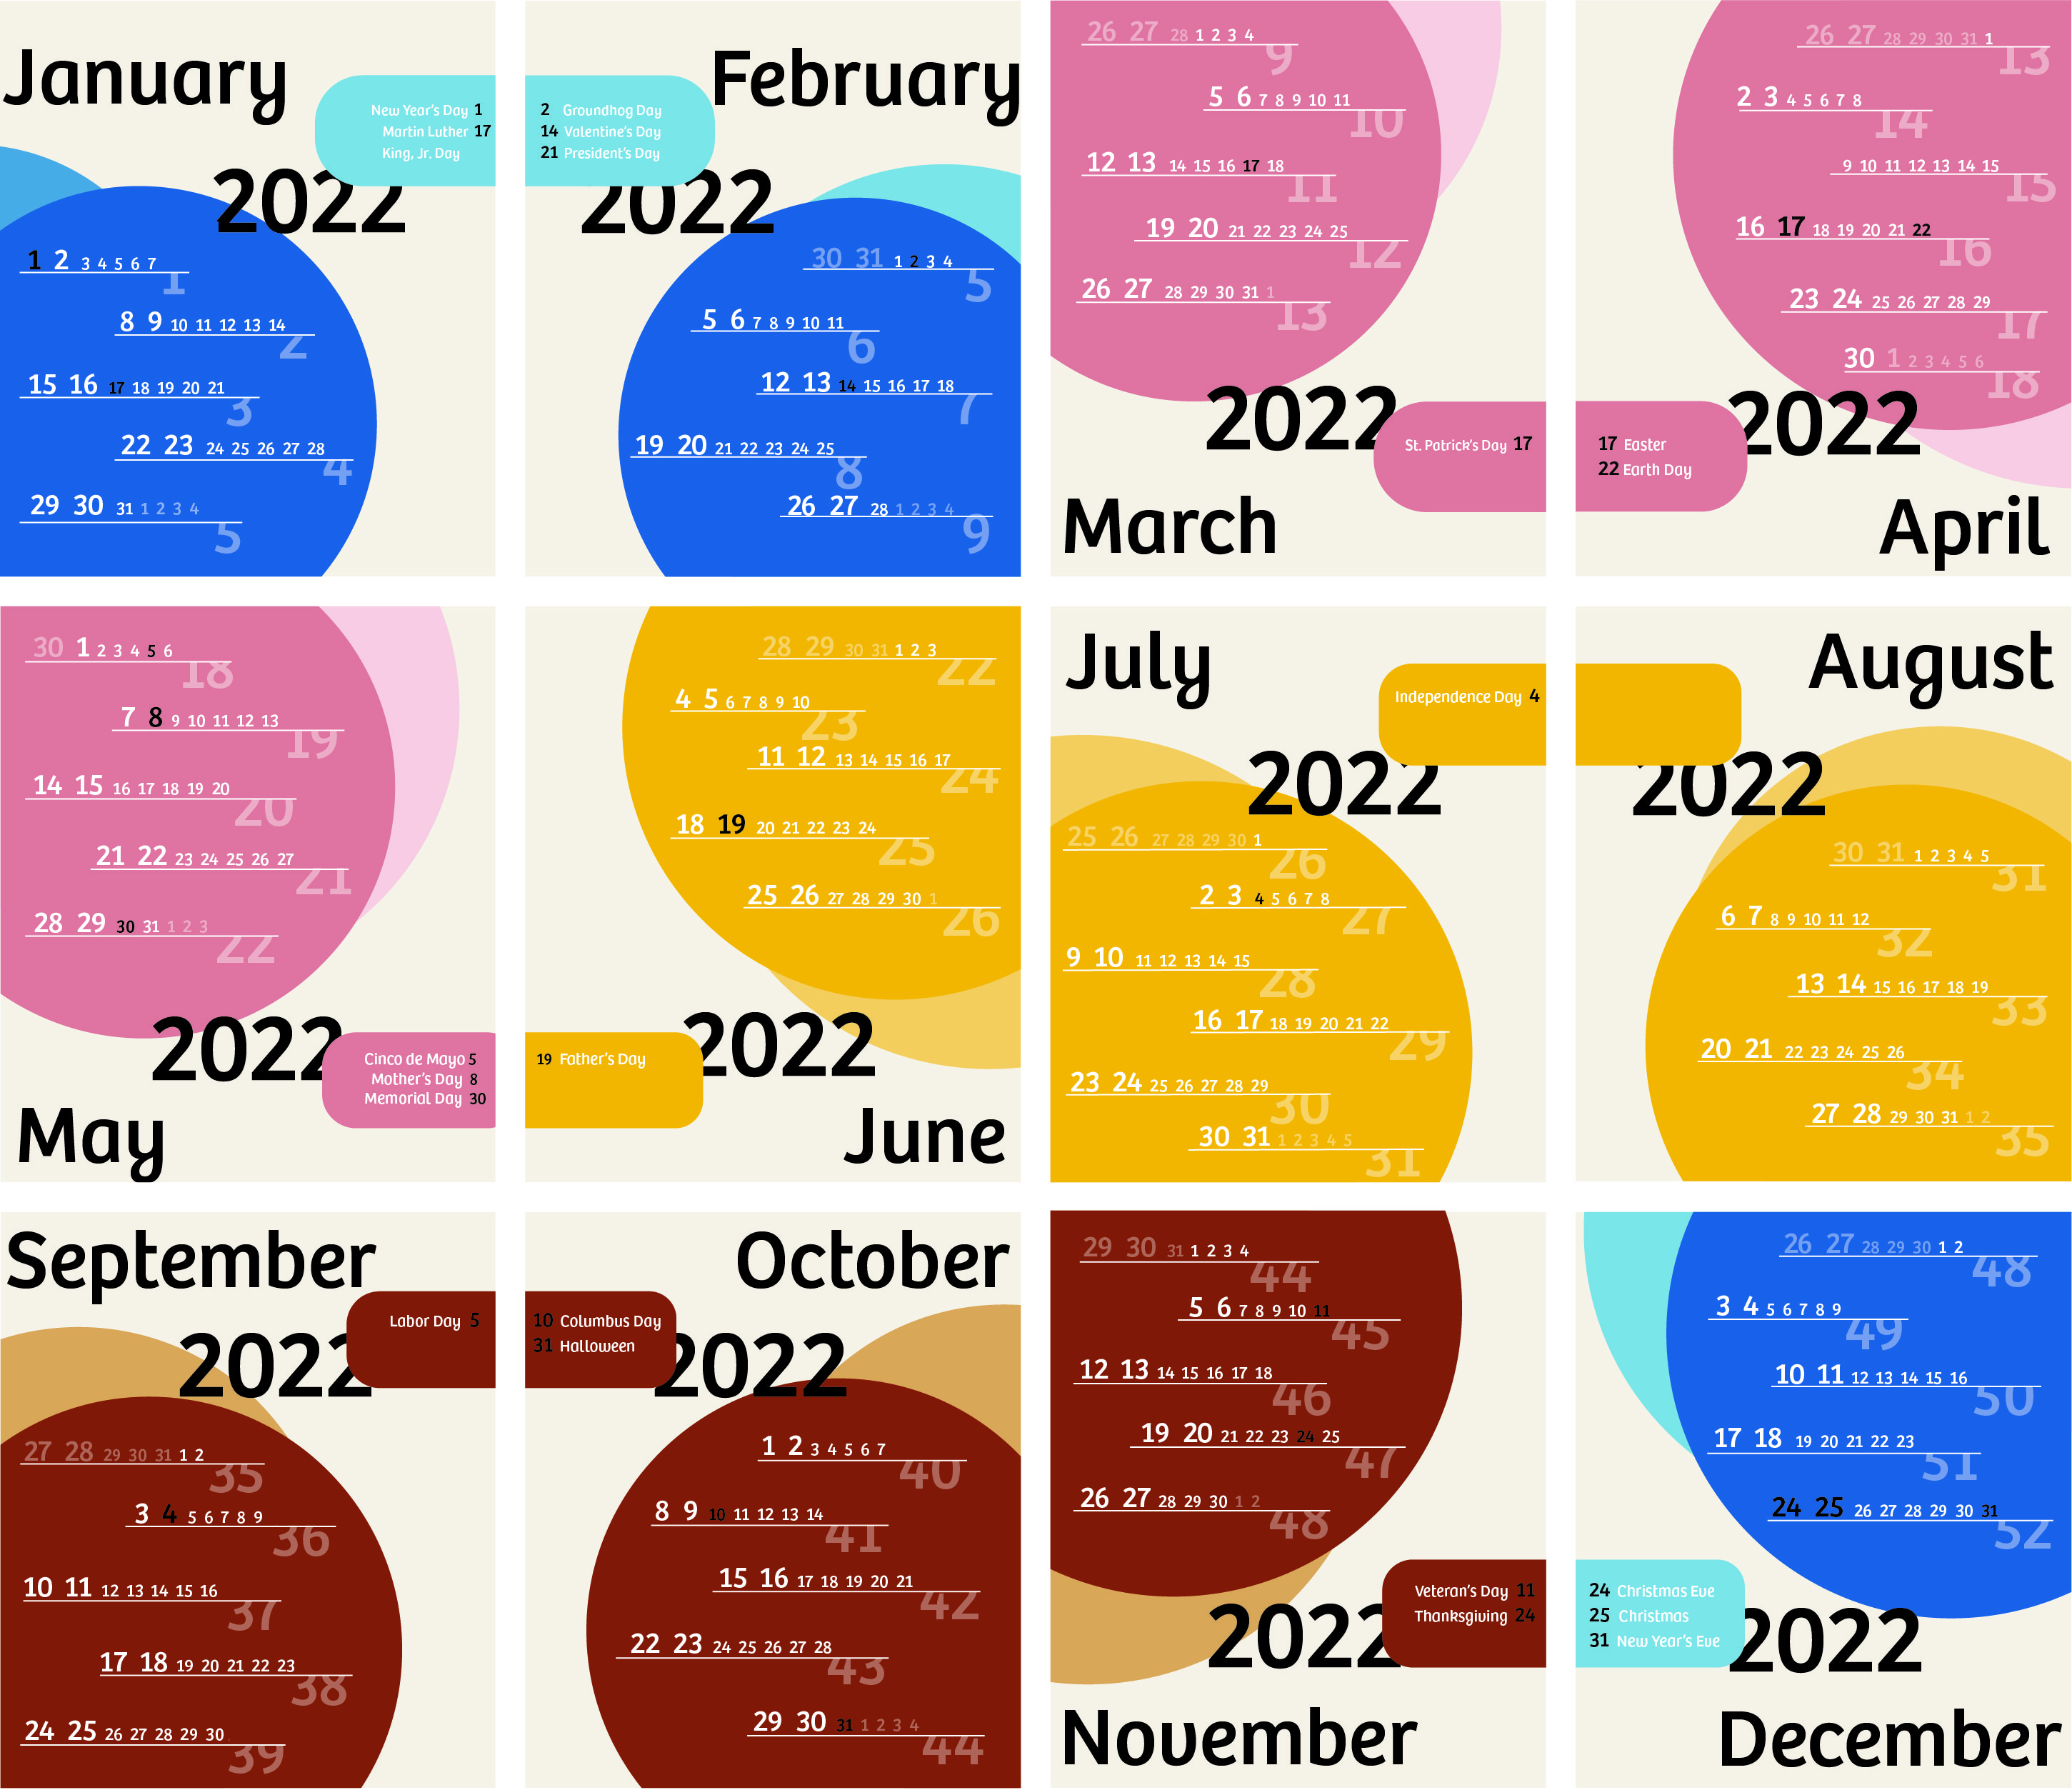 January
New Year's Day 1
Martin Luther 17
King, Jr. Day
2022
1 2 3 4 5 6 7
1
8 9 10 11 12 13 14
2
15 16 17 18 19 20 21
3
22 23 24 25 26 27 28
4
29 30 31 1 2 3 4
5
February
2 Groundhog Day
14 Valentine's Day
21 President's Day
2022
30 31 1 2 3 4
5
5 6 7 8 9 10 11
6
12 13 14 15 16 17 18
7
19 20 21 22 23 24 25
8
26 27 28 1 2 3 4
9
26 27 28 1 2 3 4
9
5 6 7 8 9 10 11
10
12 13 14 15 16 17 18
11
19 20 21 22 23 24 25
12
26 27 28 29 30 31 1
13
2022
St. Patrick's Day 17
March
26 27 28 29 30 31 1
13
2 3 4 5 6 7 8
14
9 10 11 12 13 14 15
15
16 17 18 19 20 21 22
16
23 24 25 26 27 28 29
17
30 1 2 3 4 5 6
18
2022
17 Easter
22 Earth Day
April
30 1 2 3 4 5 6
18
7 8 9 10 11 12 13
19
14 15 16 17 18 19 20
20
21 22 23 24 25 26 27
21
28 29 30 31 1 2 3
22
2022
Cinco de Mayo 5
Mother's Day 8
Memorial Day 30
May
28 29 30 31 1 2 3
22
4 5 6 7 8 9 10
23
11 12 13 14 15 16 17
24
18 19 20 21 22 23 24
25
25 26 27 28 29 30 1
26
2022
19 Father's Day
June
July
Independence Day 4
2022
25 26 27 28 29 30 1
26
2 3 4 5 6 7 8
27
9 10 11 12 13 14 15
28
16 17 18 19 20 21 22
29
23 24 25 26 27 28 29
30
30 31 1 2 3 4 5
31
August
2022
30 31 1 2 3 4 5
31
6 7 8 9 10 11 12
32
13 14 15 16 17 18 19
33
20 21 22 23 24 25 26
34
27 28 29 30 31 1 2
35
September
Labor Day 5
2022
27 28 29 30 31 1 2
35
3 4 5 6 7 8 9
36
10 11 12 13 14 15 16
37
17 18 19 20 21 22 23
38
24 25 26 27 28 29 30
39
October
10 Columbus Day
31 Halloween
2022
1 2 3 4 5 6 7
40
8 9 10 11 12 13 14
41
15 16 17 18 19 20 21
42
22 23 24 25 26 27 28
43
29 30 31 1 2 3 4
44
29 30 31 1 2 3 4
44
5 6 7 8 9 10 11
45
12 13 14 15 16 17 18
46
19 20 21 22 23 24 25
47
26 27 28 29 30 1 2
48
Veteran's Day 11
Thanksgiving 24
2022
November
26 27 28 29 30 1 2
48
3 4 5 6 7 8 9
49
10 11 12 13 14 15 16
50
17 18 19 20 21 22 23
51
24 25 26 27 28 29 30 31
52
24 Christmas Eve
25 Christmas
31 New Year's Eve
2022
December